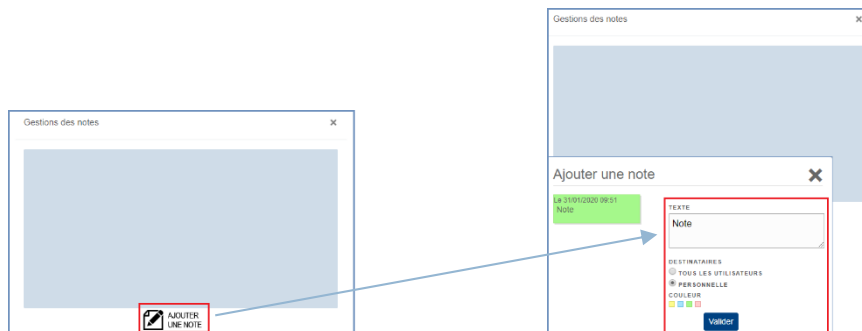 Gestions des notes
×
AJOUTER
UNE NOTE
Gestions des notes
×
Ajouter une note
×
Le 31/01/2020 09:51
Note
TEXTE
Note
DESTINATAIRES
TOUS LES UTILISATEURS
PERSONNELLE
COULEUR
Valider